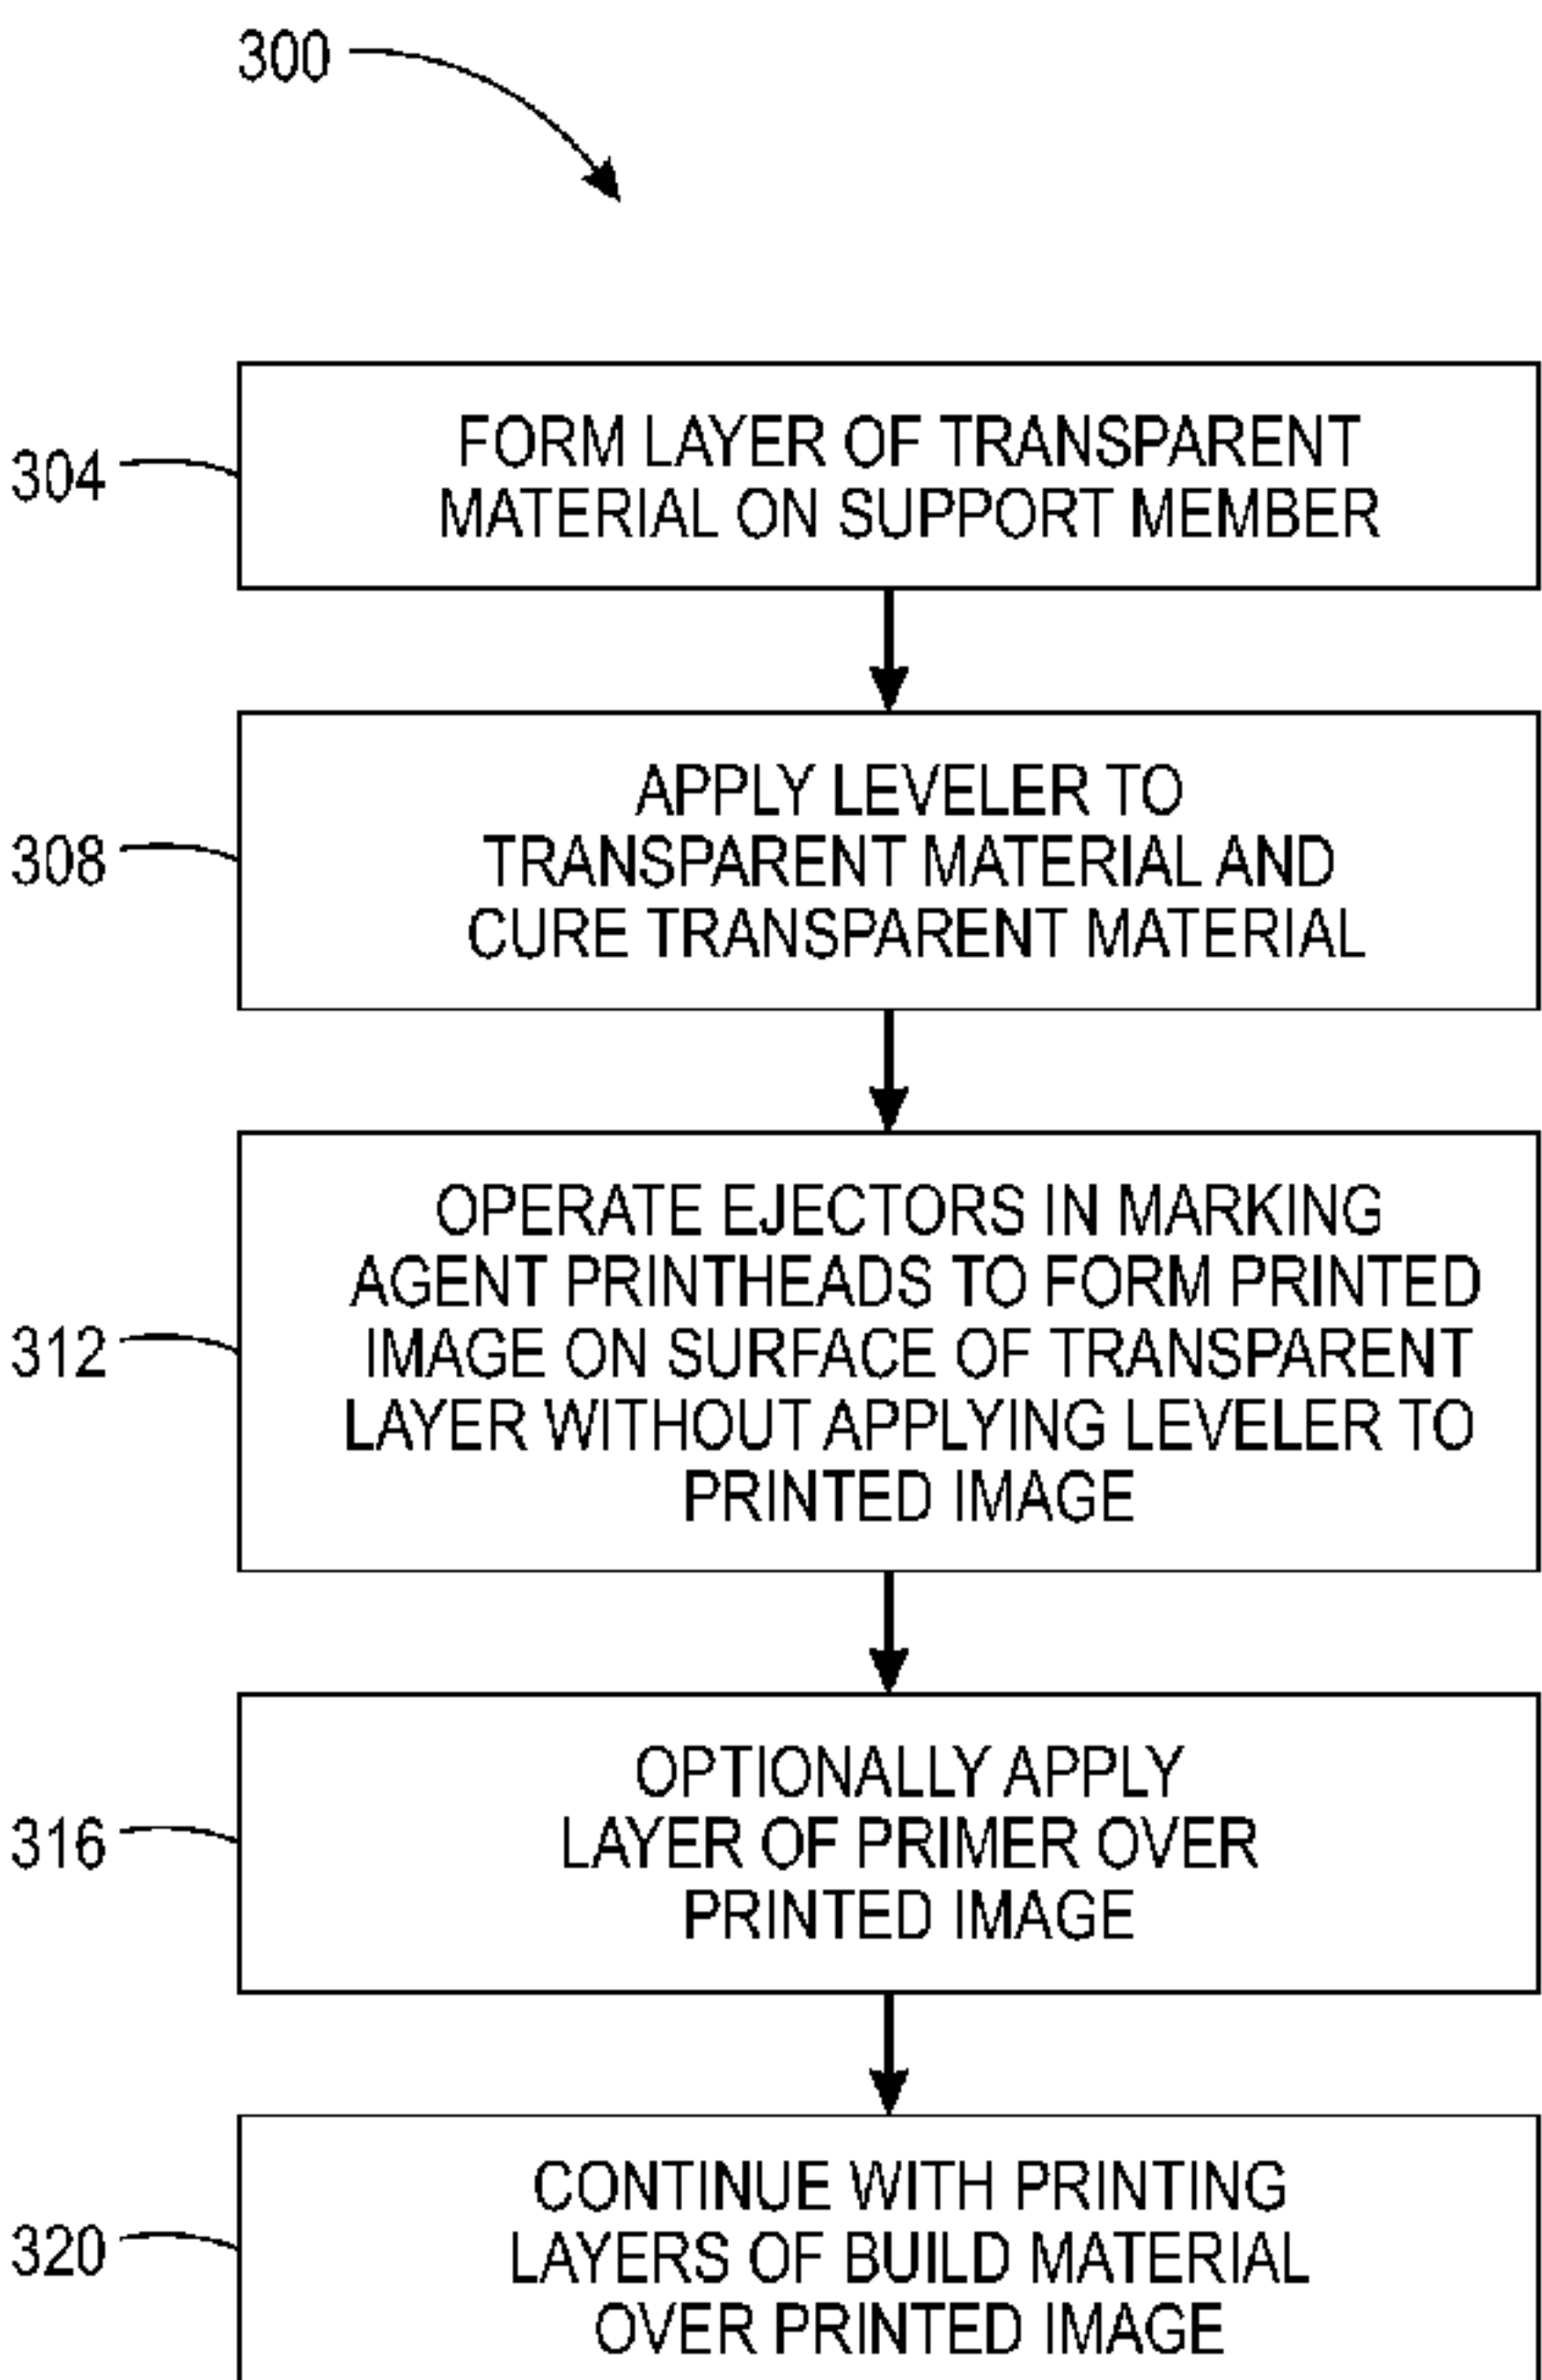 300
304
FORM LAYER OF TRANSPARENT
MATERIAL ON SUPPORT MEMBER
308
APPLY LEVELER TO
TRANSPARENT MATERIAL AND
CURE TRANSPARENT MATERIAL
312
OPERATE EJECTORS IN MARKING
AGENT PRINTHEADS TO FORM PRINTED
IMAGE ON SURFACE OF TRANSPARENT
LAYER WITHOUT APPLYING LEVELER TO
PRINTED IMAGE
316
OPTIONALLY APPLY
LAYER OF PRIMER OVER
PRINTED IMAGE
320
CONTINUE WITH PRINTING
LAYERS OF BUILD MATERIAL
OVER PRINTED IMAGE